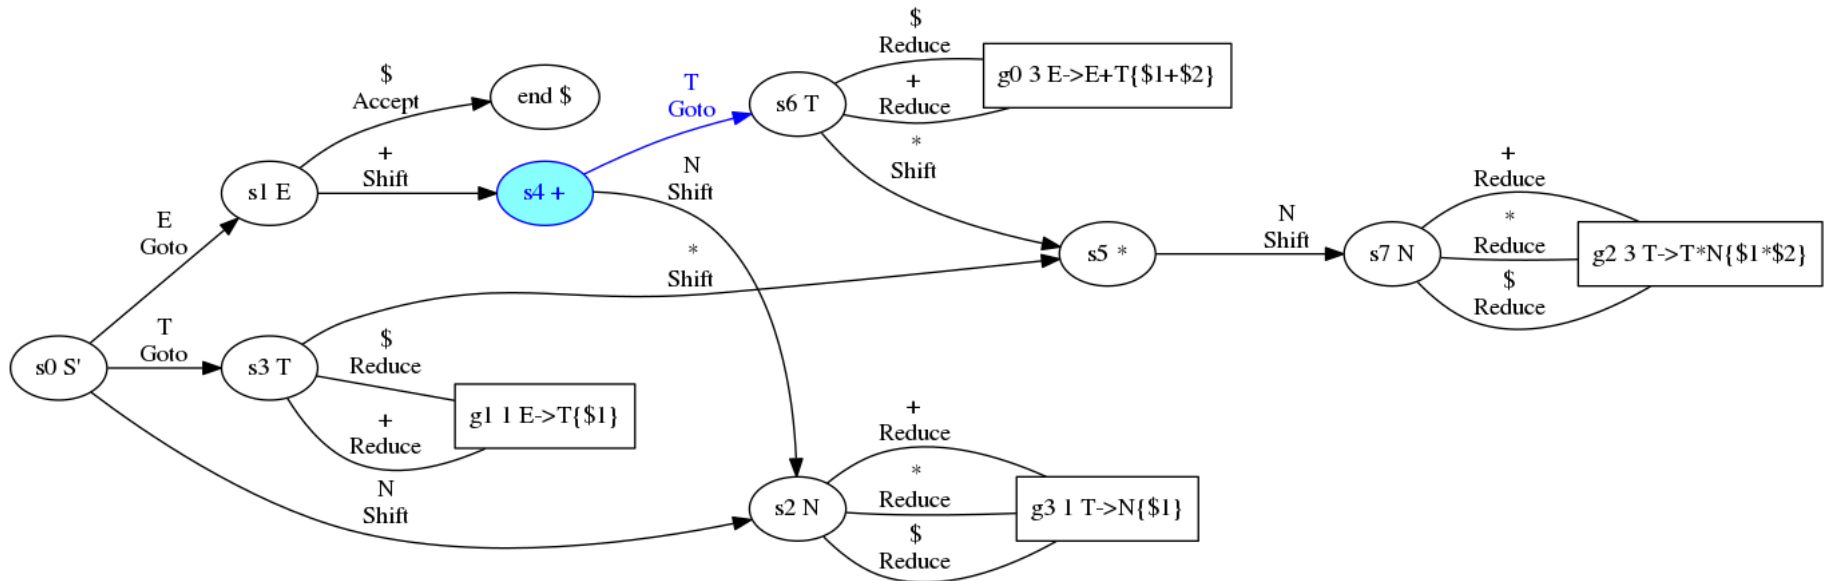 $
Reduce
g0 3 E->E+T{$1+$2}
+
Reduce
s6 T
*
Shift
T
Goto
$
Accept
end $
+
Shift
s1 E
s4 +
N
Shift
E
Goto
*
Shift
s5 *
N
Shift
s7 N
+
Reduce
*
Reduce
g2 3 T->T*N{$1*$2}
$
Reduce
s0 S'
T
Goto
s3 T
$
Reduce
g1 1 E->T{$1}
+
Reduce
N
Shift
s2 N
+
Reduce
*
Reduce
g3 1 T->N{$1}
$
Reduce